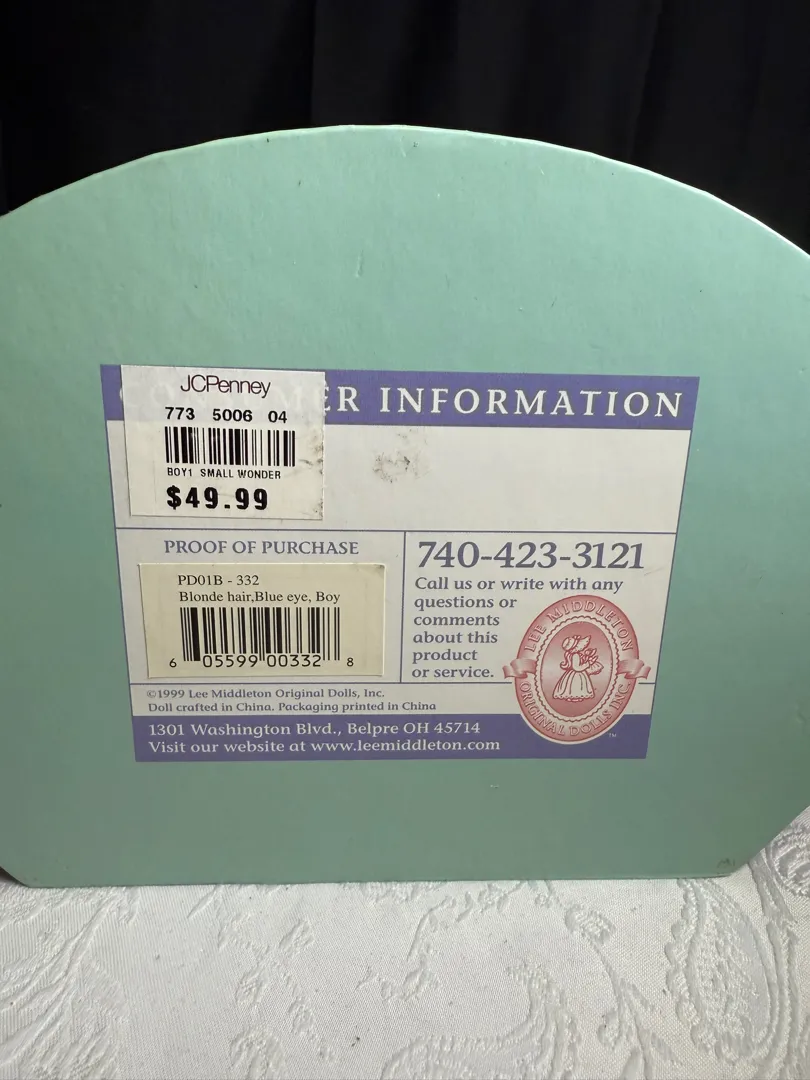 JCPenney
773 5006 04
BOY1 SMALL WONDER
$49.99
ER INFORMATION
PROOF OF PURCHASE
PD01B - 332
Blonde hair,Blue eye, Boy
6 05599 00332 8
740-423-3121
Call us or write with any
questions or
comments
about this
product
or service.
LEE MIDDLETON
ORIGINAL DOLLS INC.
TM
©1999 Lee Middleton Original Dolls, Inc.
Doll crafted in China. Packaging printed in China
1301 Washington Blvd., Belpre OH 45714
Visit our website at www.leemiddleton.com